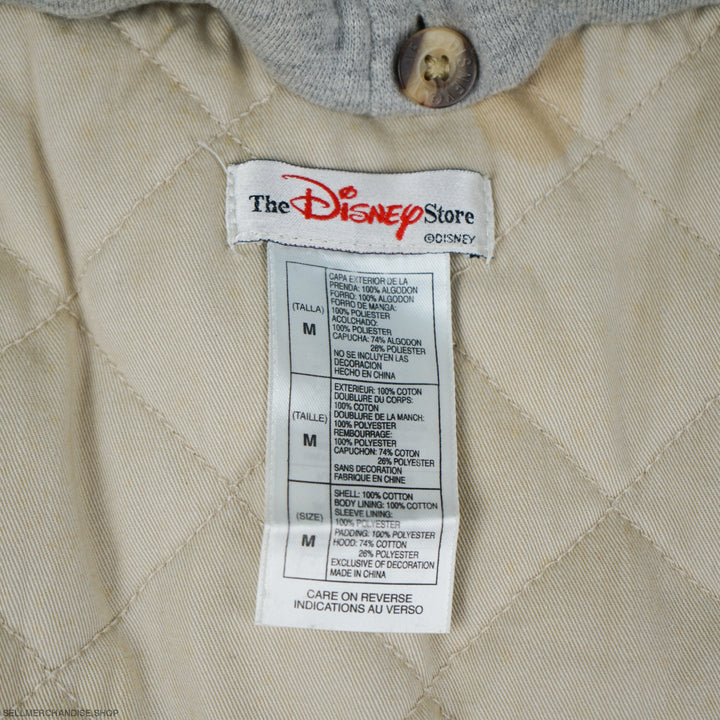 The Disney Store
©DISNEY
(TALLA)
M
CAPA EXTERIOR DE LA
PRENDA: 100% ALGODON
FORRO: 100% ALGODON
FORRO DE MANGA:
100% POLIESTER
ACOLCHADO:
100% POLIESTER
CAPUCHA: 74% ALGODON
26% POLIESTER
NO SE INCLUYEN LAS
DECORACION
HECHO EN CHINA
(TAILLE)
M
EXTERIEUR: 100% COTON
DOUBLURE DU CORPS:
100% COTON
DOUBLURE DE LA MANCH:
100% POLYESTER
REMBOURRAGE:
100% POLYESTER
CAPUCHON: 74% COTON
26% POLYESTER
SANS DECORATION
FABRIQUE EN CHINE
(SIZE)
M
SHELL: 100% COTTON
BODY LINING: 100% COTTON
SLEEVE LINING:
100% POLYESTER
PADDING: 100% POLYESTER
HOOD: 74% COTTON
26% POLYESTER
EXCLUSIVE OF DECORATION
MADE IN CHINA
CARE ON REVERSE
INDICATIONS AU VERSO
SELLMERCHANDICE.SHOP